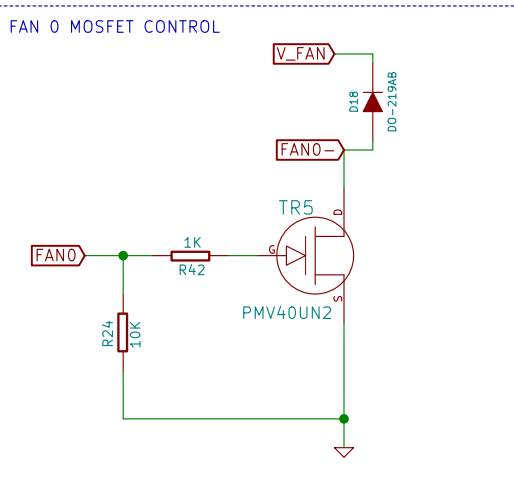 FAN 0 MOSFET CONTROL
V_FAN
D18
DO-219AB
FAN0-
TR5
D
1K
G
FAN0
R42
S
PMV40UN2
R24
10K